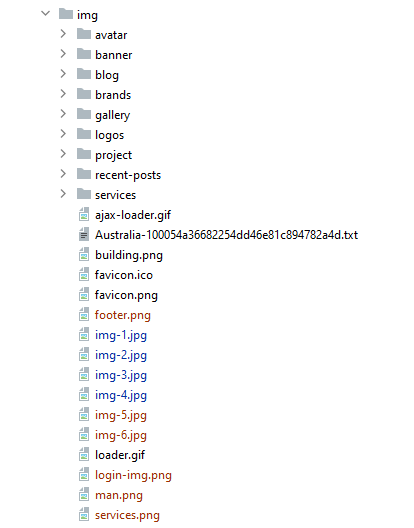 img
avatar
banner
blog
brands
gallery
logos
project
recent-posts
services
ajax-loader.gif
Australia-100054a36682254dd46e81c894782a4d.txt
building.png
favicon.ico
favicon.png
footer.png
img-1.jpg
img-2.jpg
img-3.jpg
img-4.jpg
img-5.jpg
img-6.jpg
loader.gif
login-img.png
man.png
services.png